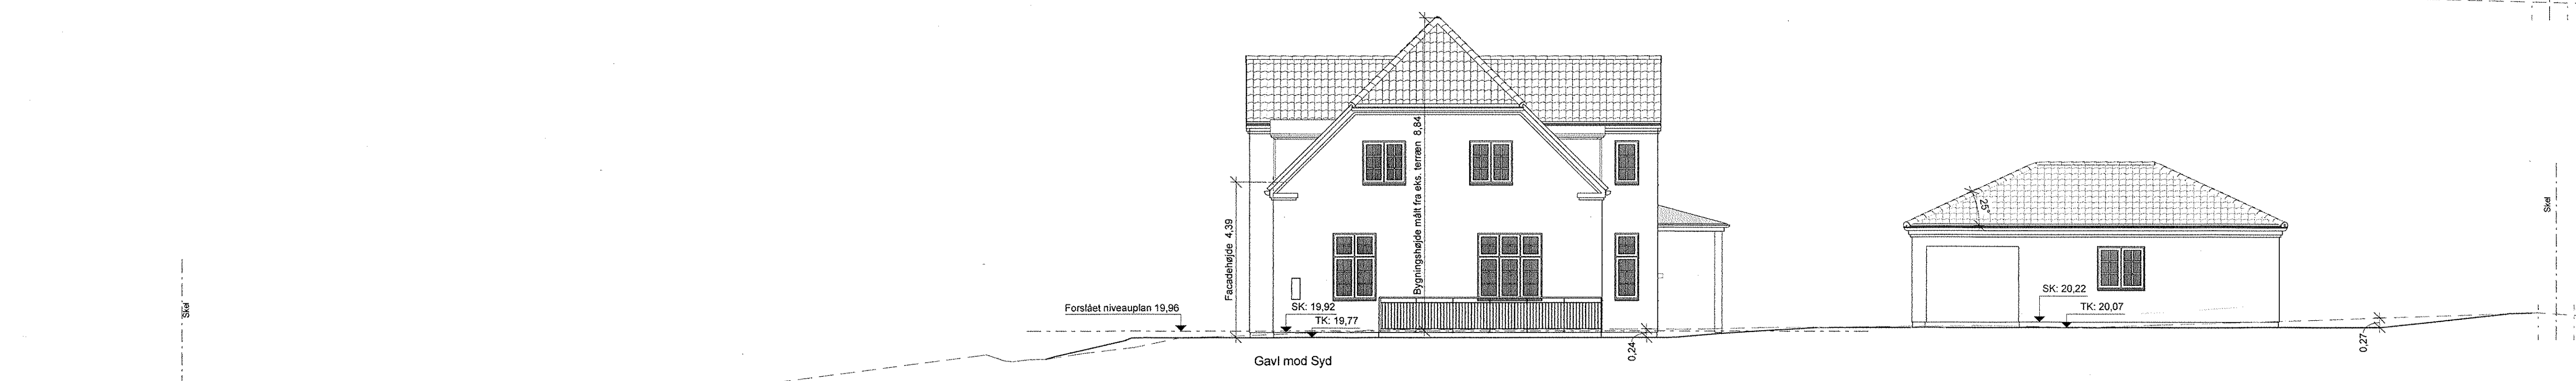 Skel
Forslået niveauplan 19,96
Facadehøjde 4,39
SK: 19,92
TK: 19,77
Bygningshøjde målt fra eks. terræn 8,84
0,24
Gavl mod Syd
25°
SK: 20,22
TK: 20,07
0,27
Skel